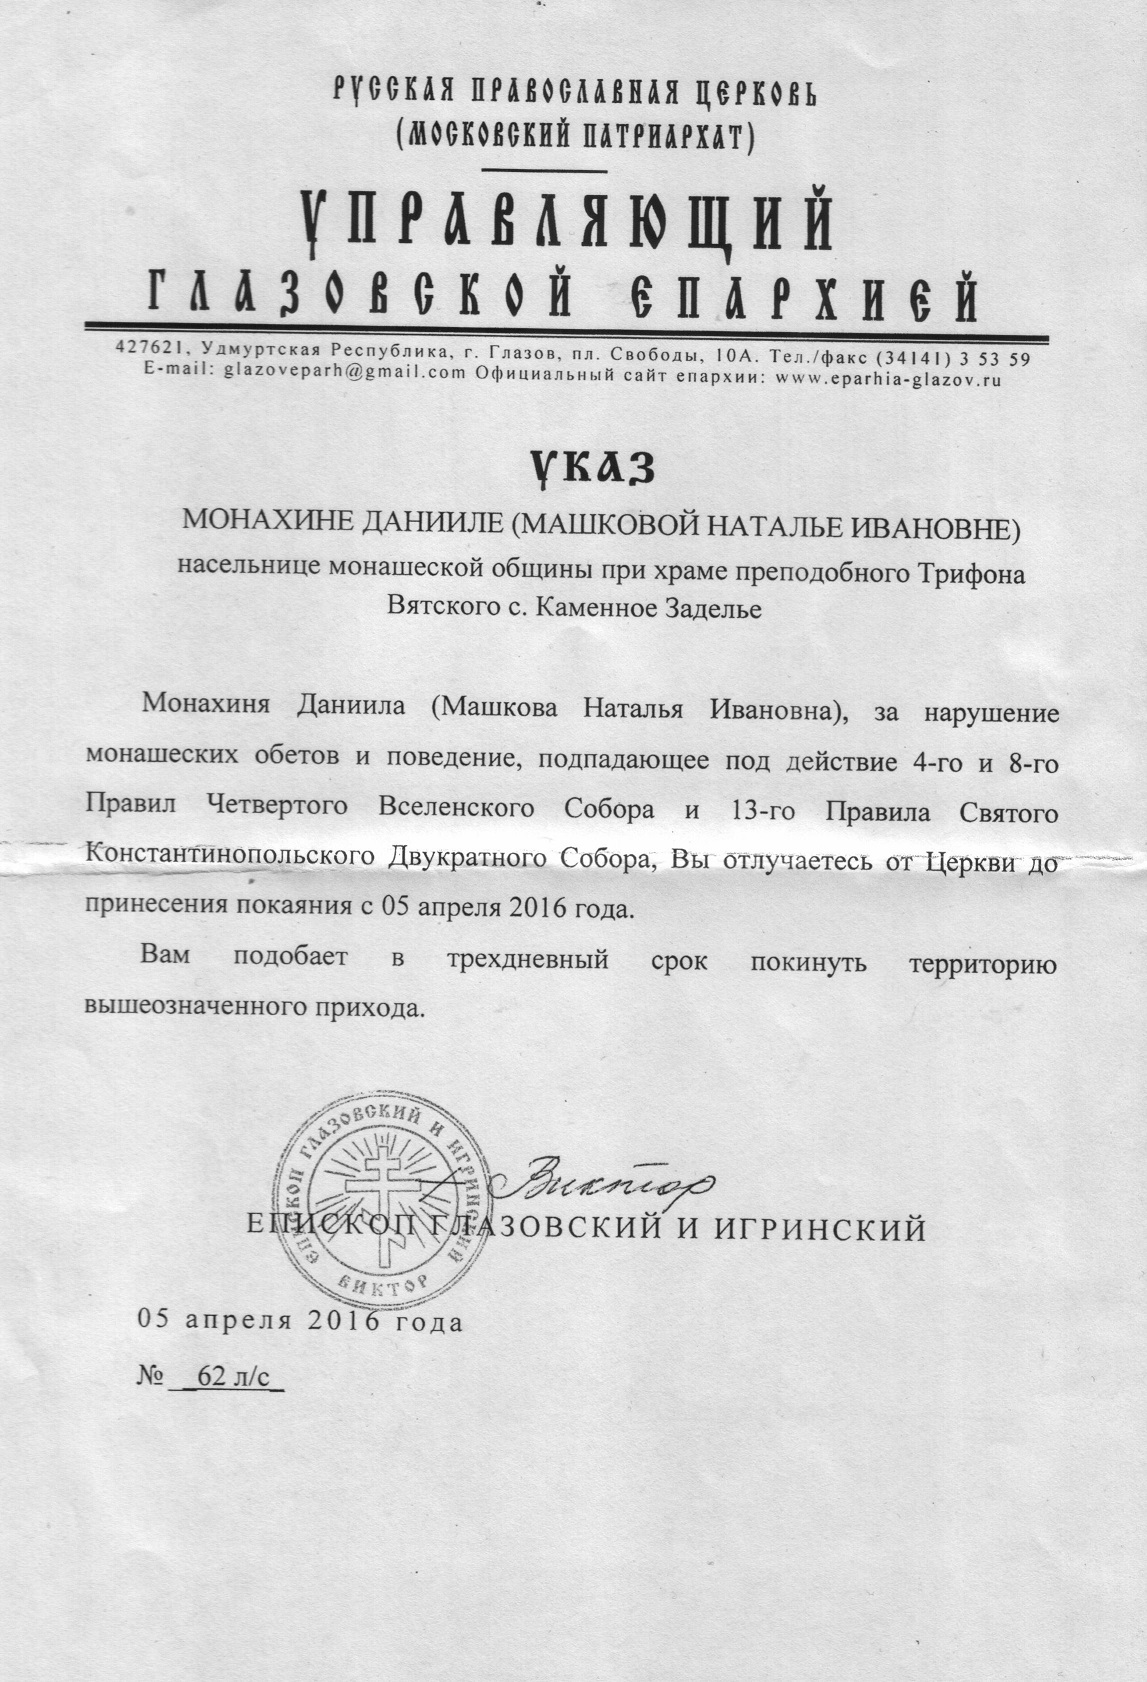 РУССКАЯ ПРАВОСЛАВНАЯ ЦЕРКОВЬ
(МОСКОВСКИЙ ПАТРИАРХАТ)
УПРАВЛЯЮЩИЙ
ГЛАЗОВСКОЙ ЕПАРХИЕЙ
427621, Удмуртская Республика, г. Глазов, пл. Свободы, 10А. Тел./факс (34141) 3 53 59
E-mail: glazoveparh@gmail.com Официальный сайт епархии: www.eparhia-glazov.ru
УКАЗ
МОНАХИНЕ ДАНИИЛЕ (МАШКОВОЙ НАТАЛЬЕ ИВАНОВНЕ)
насельнице монашеской общины при храме преподобного Трифона
Вятского с. Каменное Заделье
Монахиня Даниила (Машкова Наталья Ивановна), за нарушение
монашеских обетов и поведение, подпадающее под действие 4-го и 8-го
Правил Четвертого Вселенского Собора и 13-го Правила Святого
Константинопольского Двукратного Собора, Вы отлучаетесь от Церкви до
принесения покаяния с 05 апреля 2016 года.
Вам подобает в трехдневный срок покинуть территорию
вышеозначенного прихода.
ЕПИСКОП ГЛАЗОВСКИЙ И ИГРИНСКИЙ
ВИКТОР
Виктор
ЕПИСКОП ГЛАЗОВСКИЙ И ИГРИНСКИЙ
05 апреля 2016 года
№ 62 л/с